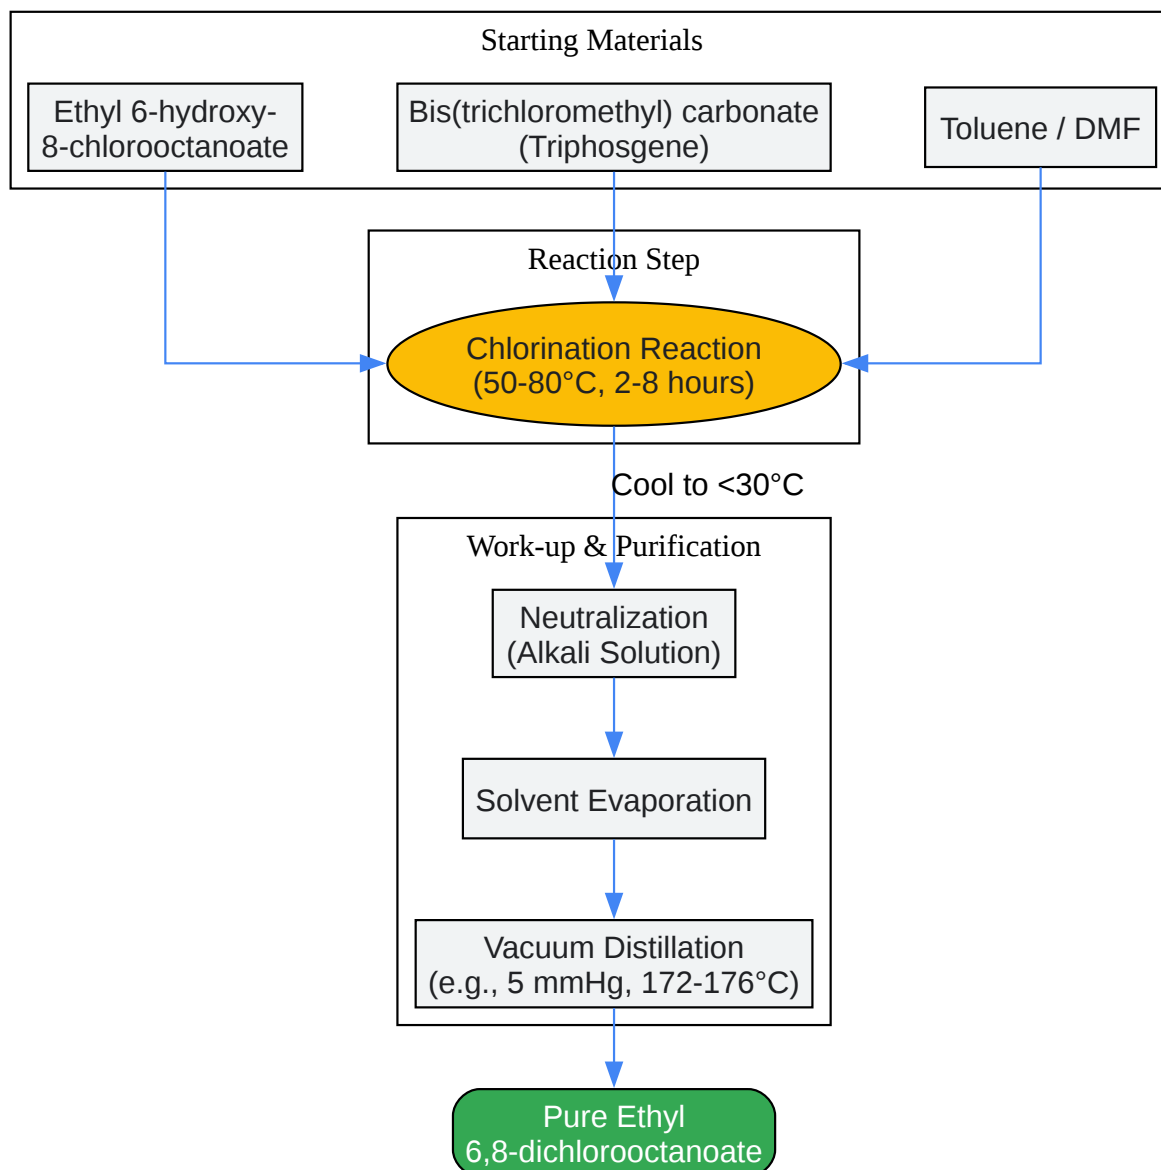 Starting Materials
Ethyl 6-hydroxy-
8-chlorooctanoate
Bis(trichloromethyl) carbonate
(Triphosgene)
Toluene / DMF
Reaction Step
Chlorination Reaction
(50-80°C, 2-8 hours)
Cool to <30°C
Work-up & Purification
Neutralization
(Alkali Solution)
Solvent Evaporation
Vacuum Distillation
(e.g., 5 mmHg, 172-176°C)
Pure Ethyl
6,8-dichlorooctanoate